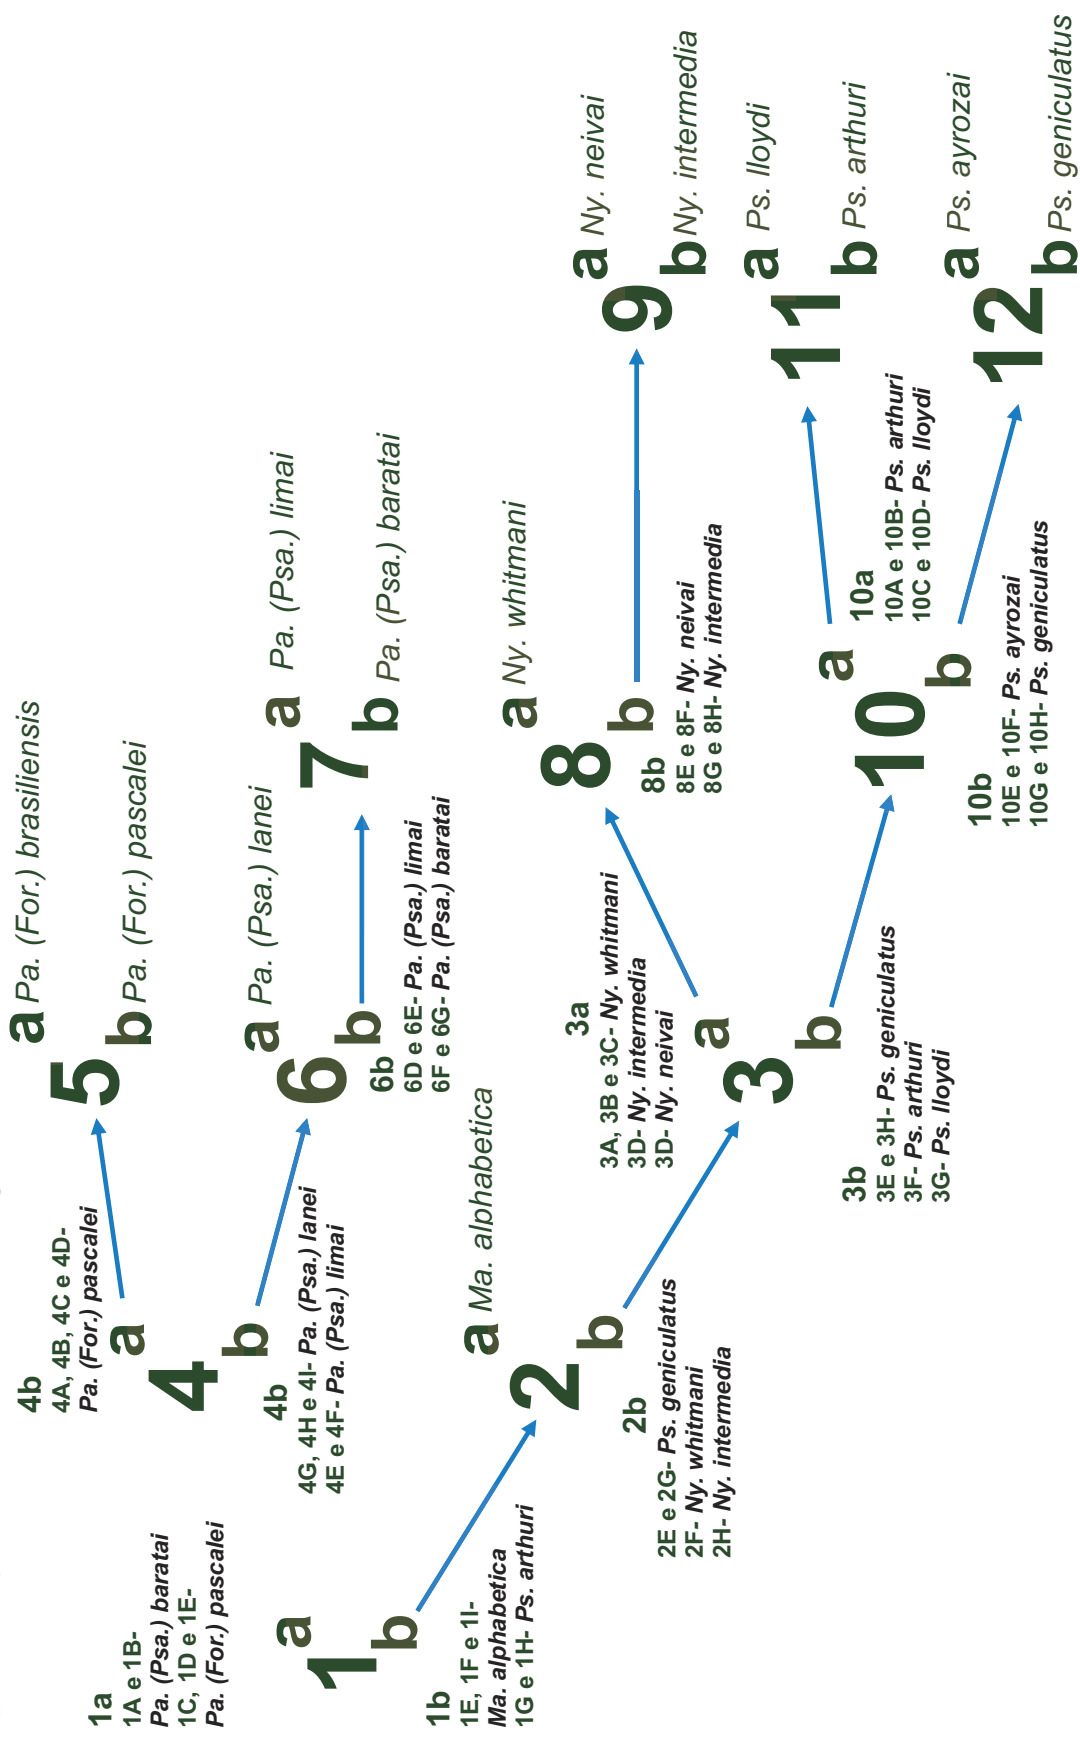 1a
1A e 1B-
Pa. (Psa.) baratai
1C, 1D e 1E-
Pa. (For.) pascalei
1
a
b
1b
1E, 1F e 1I-
Ma. alphabetica
1G e 1H- Ps. arthuri
4b
4A, 4B, 4C e 4D-
Pa. (For.) pascalei
4
a
b
4b
4G, 4H e 4I- Pa. (Psa.) lanei
4E e 4F- Pa. (Psa.) limai
5
a Pa. (For.) brasiliensis
b Pa. (For.) pascalei
6
a Pa. (Psa.) lanei
b
6b
6D e 6E- Pa. (Psa.) limai
6F e 6G- Pa. (Psa.) baratai
7
a Pa. (Psa.) limai
b Pa. (Psa.) baratai
2
a Ma. alphabetica
b
2b
2E e 2G- Ps. geniculatus
2F- Ny. whitmani
2H- Ny. intermedia
3a
3A, 3B e 3C- Ny. whitmani
3D- Ny. intermedia
3D- Ny. neivai
3
a
b
3b
3E e 3H- Ps. geniculatus
3F- Ps. arthuri
3G- Ps. lloydi
8
a Ny. whitmani
b
8b
8E e 8F- Ny. neivai
8G e 8H- Ny. intermedia
9
a Ny. neivai
b Ny. intermedia
10
a
b
10a
10A e 10B- Ps. arthuri
10C e 10D- Ps. lloydi
10b
10E e 10F- Ps. ayrozai
10G e 10H- Ps. geniculatus
11
a Ps. lloydi
b Ps. arthuri
12
a Ps. ayrozai
b Ps. geniculatus